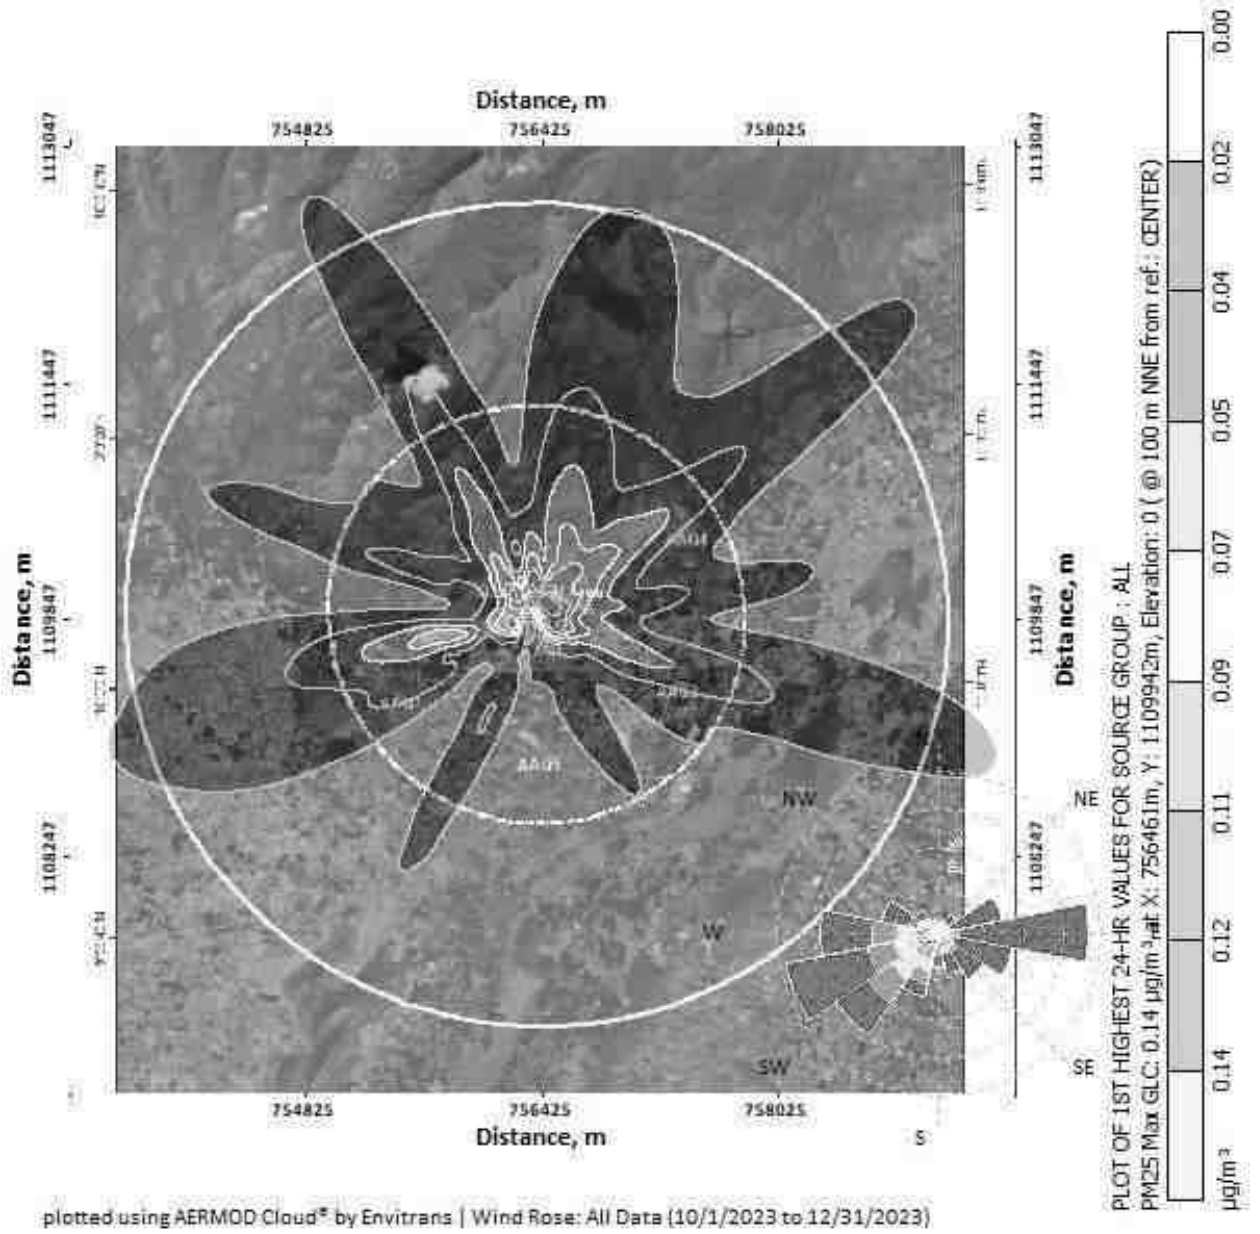 Distance, m
754825 756425 758025
1113047
1113047
1111447
1111447
1109847
1109847
1108247
1108247
Distance, m
Distance, m
AAQ5
NW
NE
W
SW
SE
S
754825 756425 758025
Distance, m
PLOT OF 1ST HIGHEST 24-HR VALUES FOR SOURCE GROUP : ALL
PM25 Max GLC: 0.14 µg/m³ at X: 756461m, Y: 1109942m, Elevation: 0 ( @ 100 m NNE from ref.: CENTER)
0.00
0.02
0.04
0.05
0.07
0.09
0.11
0.12
0.14
µg/m³
plotted using AERMOD Cloud® by Envitrans | Wind Rose: All Data (10/1/2023 to 12/31/2023)